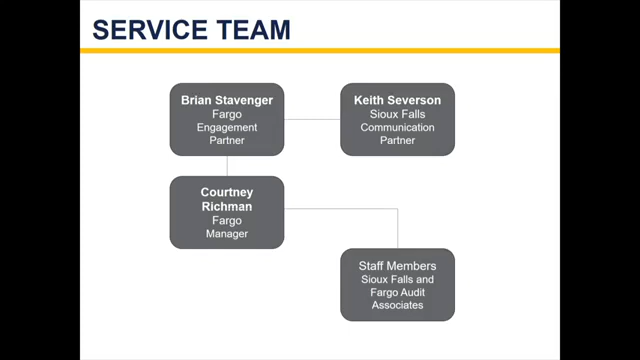 SERVICE TEAM
Brian Stavenger
Fargo
Engagement
Partner
Keith Severson
Sioux Falls
Communication
Partner
Courtney
Richman
Fargo
Manager
Staff Members
Sioux Falls and
Fargo Audit
Associates